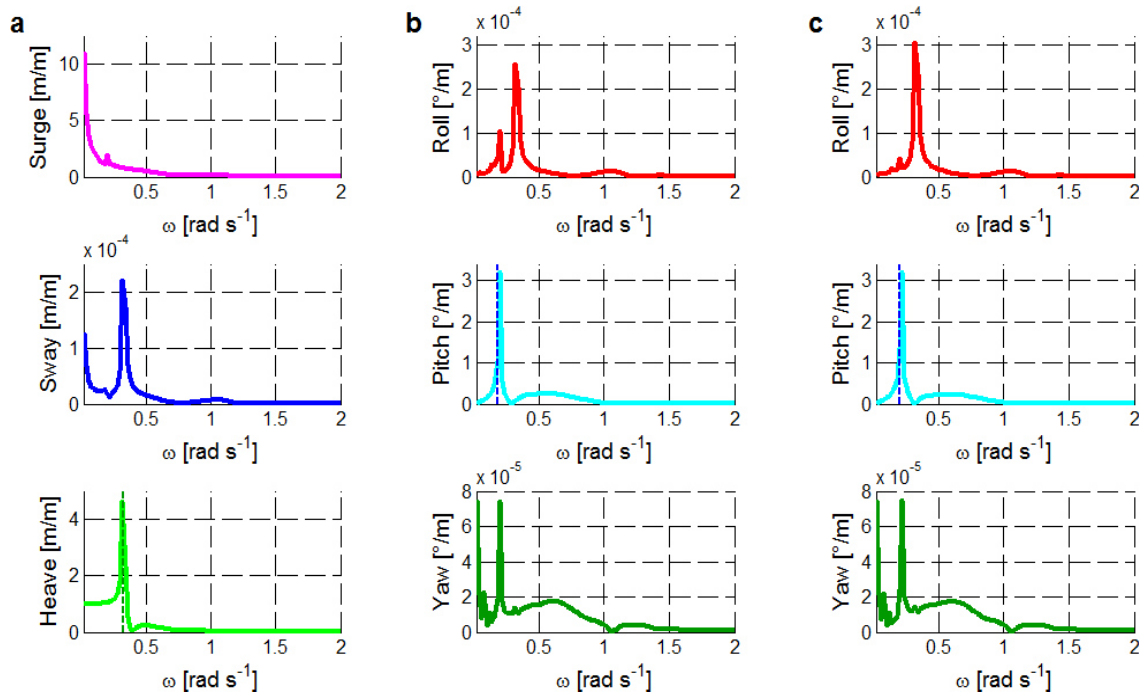 a
b
c
Surge [m/m]
10
5
0
0.5
1
1.5
2
ω [rad s⁻¹]
x 10⁻⁴
Roll [°/m]
3
2
1
0
0.5
1
1.5
2
ω [rad s⁻¹]
x 10⁻⁴
Roll [°/m]
3
2
1
0
0.5
1
1.5
2
ω [rad s⁻¹]
x 10⁻⁴
Sway [m/m]
2
1
0
0.5
1
1.5
2
ω [rad s⁻¹]
Pitch [°/m]
3
2
1
0
0.5
1
1.5
2
ω [rad s⁻¹]
Pitch [°/m]
3
2
1
0
0.5
1
1.5
2
ω [rad s⁻¹]
Heave [m/m]
4
2
0
0.5
1
1.5
2
ω [rad s⁻¹]
x 10⁻⁵
Yaw [°/m]
8
6
4
2
0
0.5
1
1.5
2
ω [rad s⁻¹]
x 10⁻⁵
Yaw [°/m]
8
6
4
2
0
0.5
1
1.5
2
ω [rad s⁻¹]